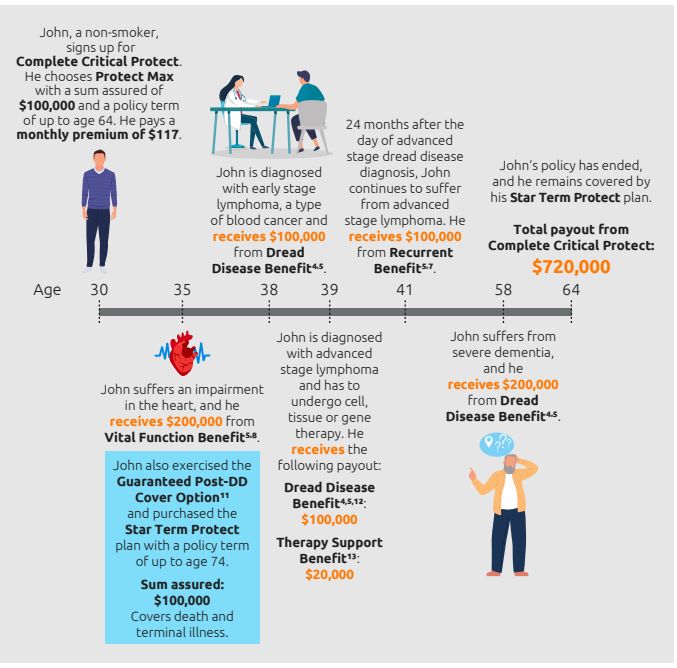 John, a non-smoker,
signs up for
Complete Critical Protect.
He chooses Protect Max
with a sum assured of
$100,000 and a policy term
of up to age 64. He pays a
monthly premium of $117.
John is diagnosed
with early stage
lymphoma, a type
of blood cancer and
receives $100,000
from Dread
Disease Benefit⁴·⁵.
24 months after the
day of advanced
stage dread disease
diagnosis, John
continues to suffer
from advanced
stage lymphoma. He
receives $100,000
from Recurrent
Benefit⁵·⁷.
John's policy has ended,
and he remains covered by
his Star Term Protect plan.
Total payout from
Complete Critical Protect:
$720,000
Age 30 35 38 39 41 58 64
John suffers an impairment
in the heart, and he
receives $200,000 from
Vital Function Benefit⁵·⁸.
John also exercised the
Guaranteed Post-DD
Cover Option¹¹
and purchased the
Star Term Protect
plan with a policy term
of up to age 74.
Sum assured:
$100,000
Covers death and
terminal illness.
John is diagnosed
with advanced
stage lymphoma
and has to
undergo cell,
tissue or gene
therapy. He
receives the
following payout:
Dread Disease
Benefit⁴·⁵·¹²:
$100,000
Therapy Support
Benefit¹³:
$20,000
John suffers from
severe dementia,
and he
receives $200,000
from Dread
Disease Benefit⁴·⁵.
???